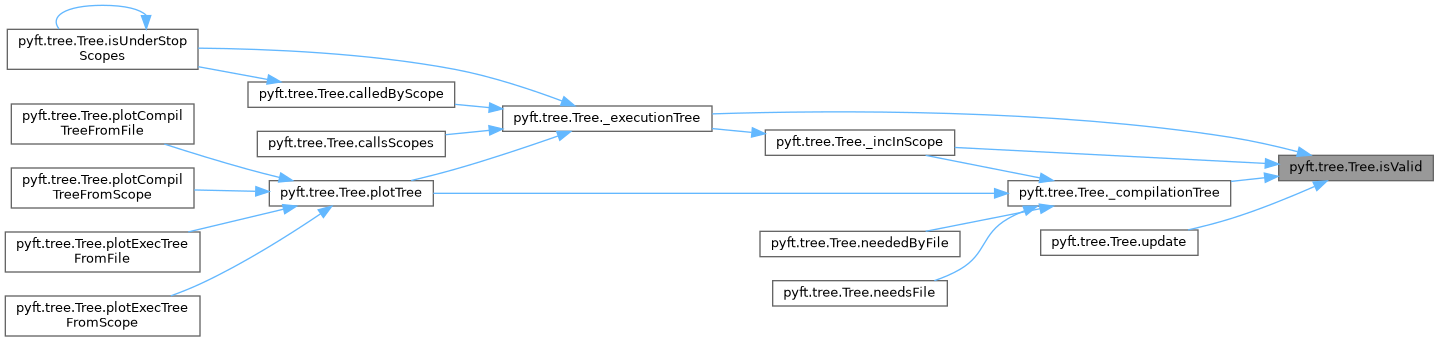 pyft.tree.Tree.isUnderStop
Scopes
pyft.tree.Tree.calledByScope
pyft.tree.Tree.plotCompil
TreeFromFile
pyft.tree.Tree._executionTree
pyft.tree.Tree.callsScopes
pyft.tree.Tree._incInScope
pyft.tree.Tree.isValid
pyft.tree.Tree.plotCompil
TreeFromScope
pyft.tree.Tree.plotTree
pyft.tree.Tree._compilationTree
pyft.tree.Tree.plotExecTree
FromFile
pyft.tree.Tree.neededByFile
pyft.tree.Tree.update
pyft.tree.Tree.needsFile
pyft.tree.Tree.plotExecTree
FromScope